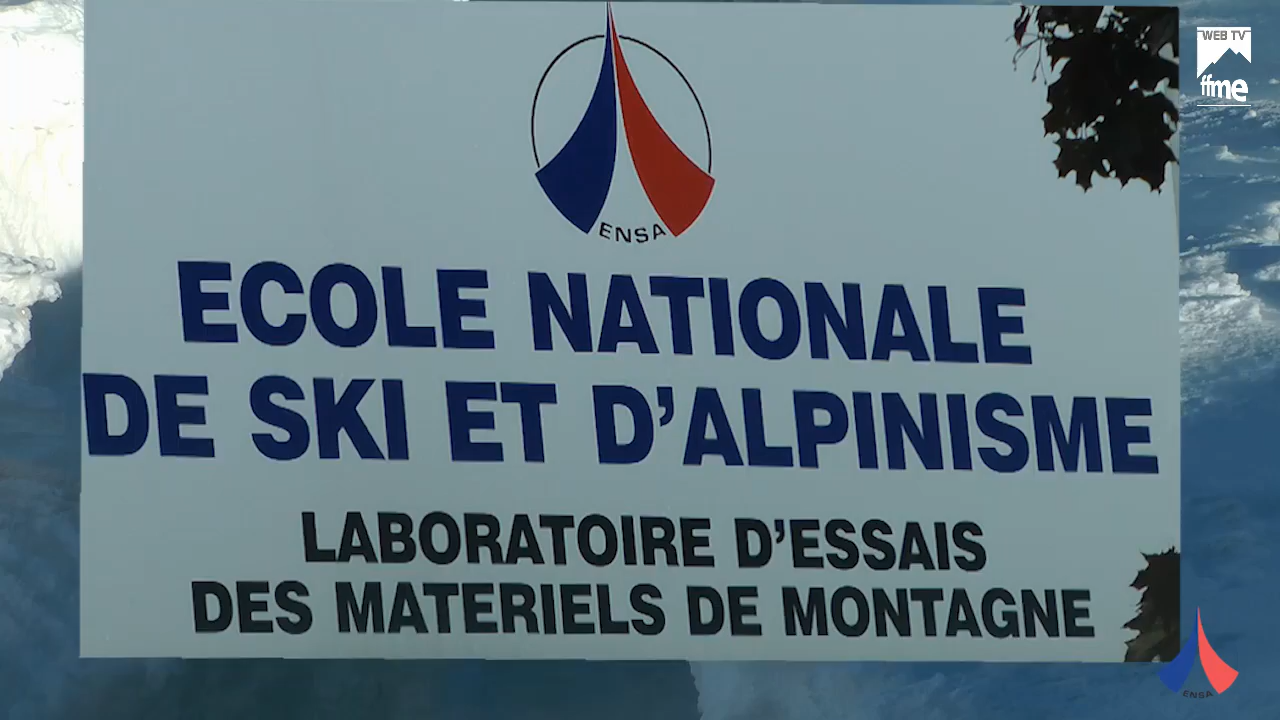 WEB TV
ffme
ENSA
ECOLE NATIONALE
DE SKI ET D'ALPINISME
LABORATOIRE D'ESSAIS
DES MATERIELS DE MONTAGNE
ENSA